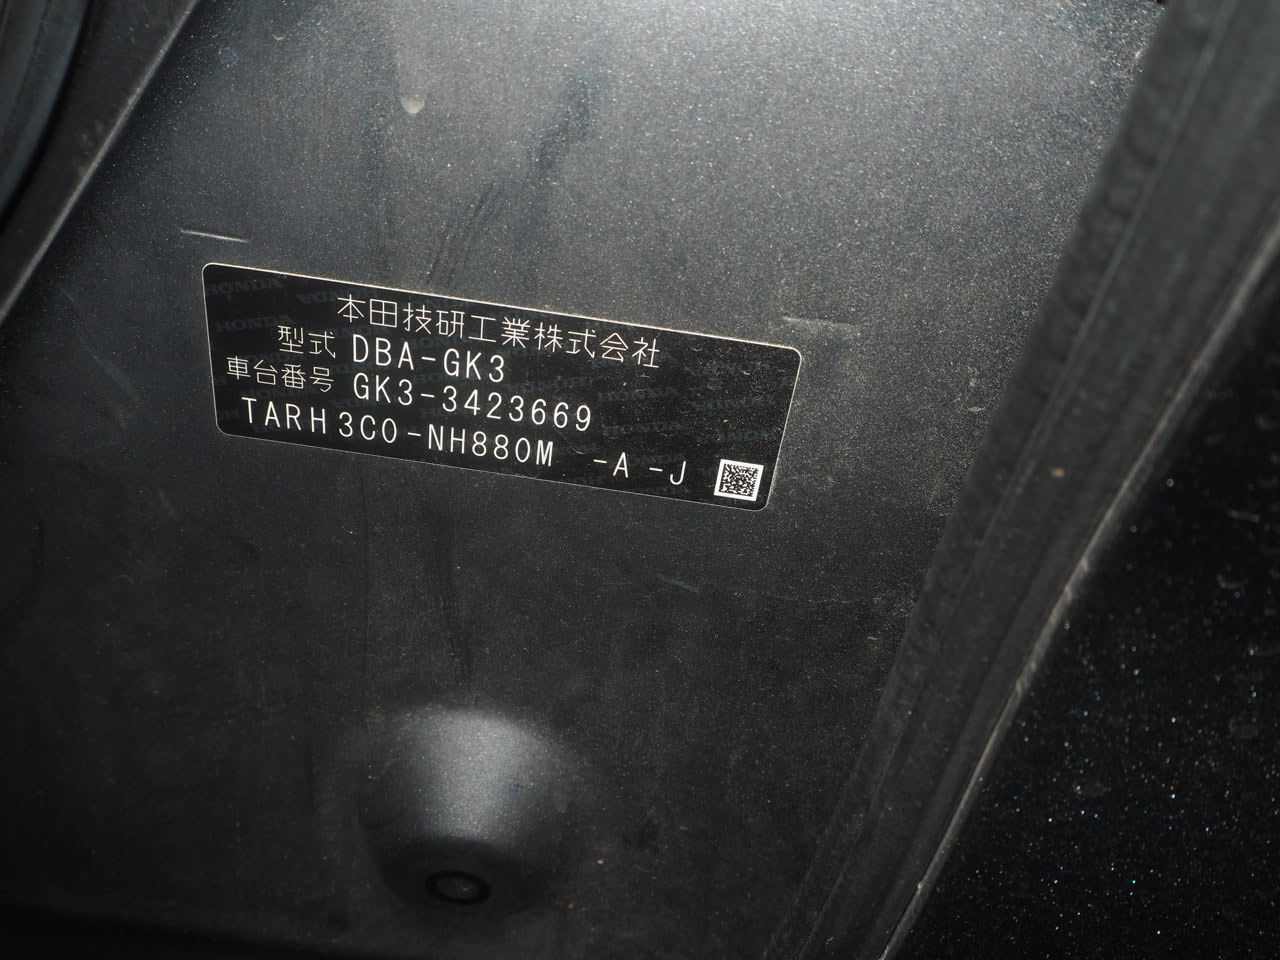 本田技研工業株式会社
型式 DBA-GK3
車台番号 GK3-3423669
TARH3C0-NH880M -A -J